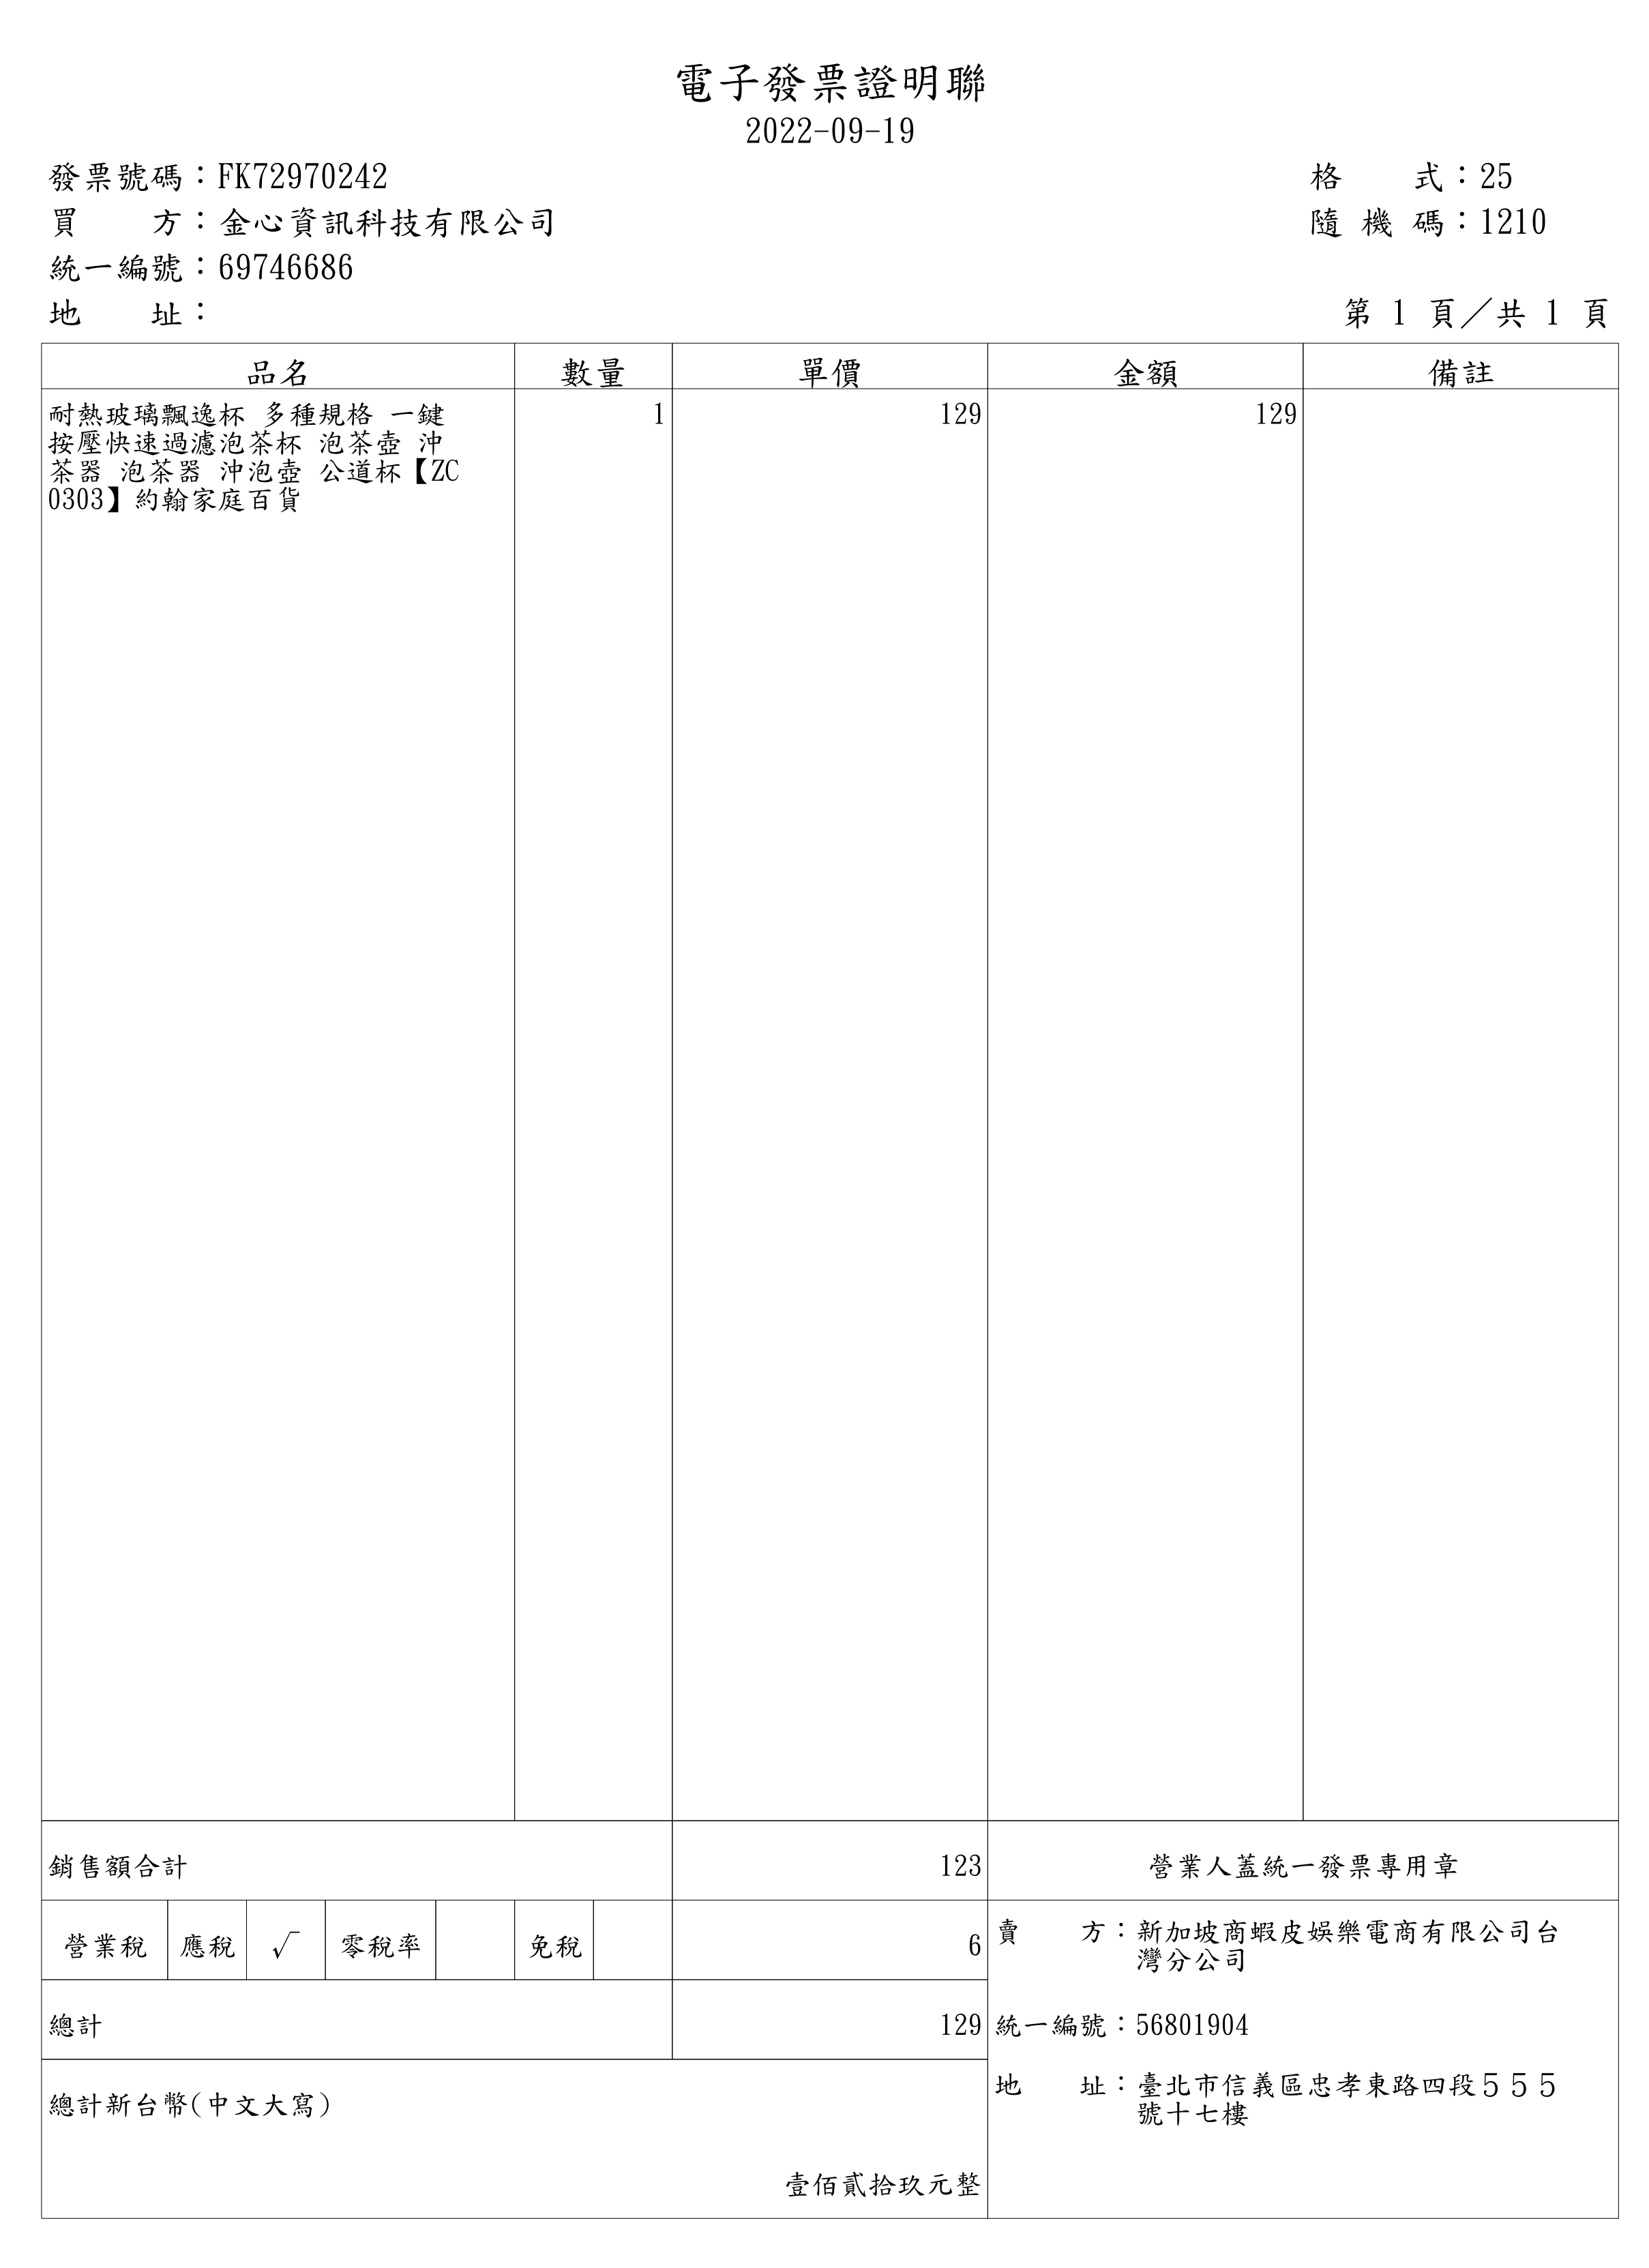 電子發票證明聯
2022-09-19
發票號碼：FK72970242
格　　式：25
買　　方：金心資訊科技有限公司
隨 機 碼：1210
統一編號：69746686
地　　址：
第 1 頁／共 1 頁
品名 數量 單價 金額 備註
耐熱玻璃飄逸杯 多種規格 一鍵 1 129 129
按壓快速過濾泡茶杯 泡茶壺 沖
茶器 泡茶器 沖泡壺 公道杯【ZC
0303】約翰家庭百貨
銷售額合計 123
營業人蓋統一發票專用章
營業稅 應稅 √ 零稅率 免稅 6
賣　　方：新加坡商蝦皮娛樂電商有限公司台
灣分公司
總計 129
統一編號：56801904
地　　址：臺北市信義區忠孝東路四段５５５
號十七樓
總計新台幣(中文大寫)
壹佰貳拾玖元整